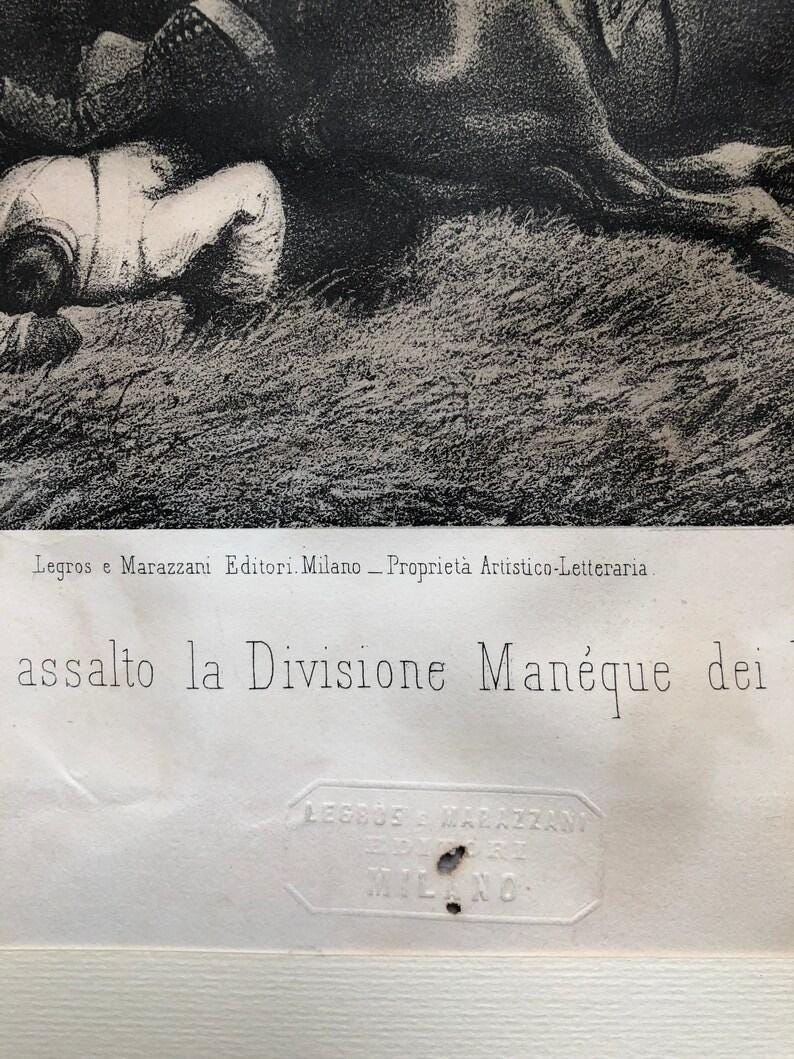 Legros e Marazzani Editori. Milano _ Proprietà Artistico-Letteraria.
assalto la Divisione Manéque dei
LEGROS E MARAZZANI
EDITORI
MILANO